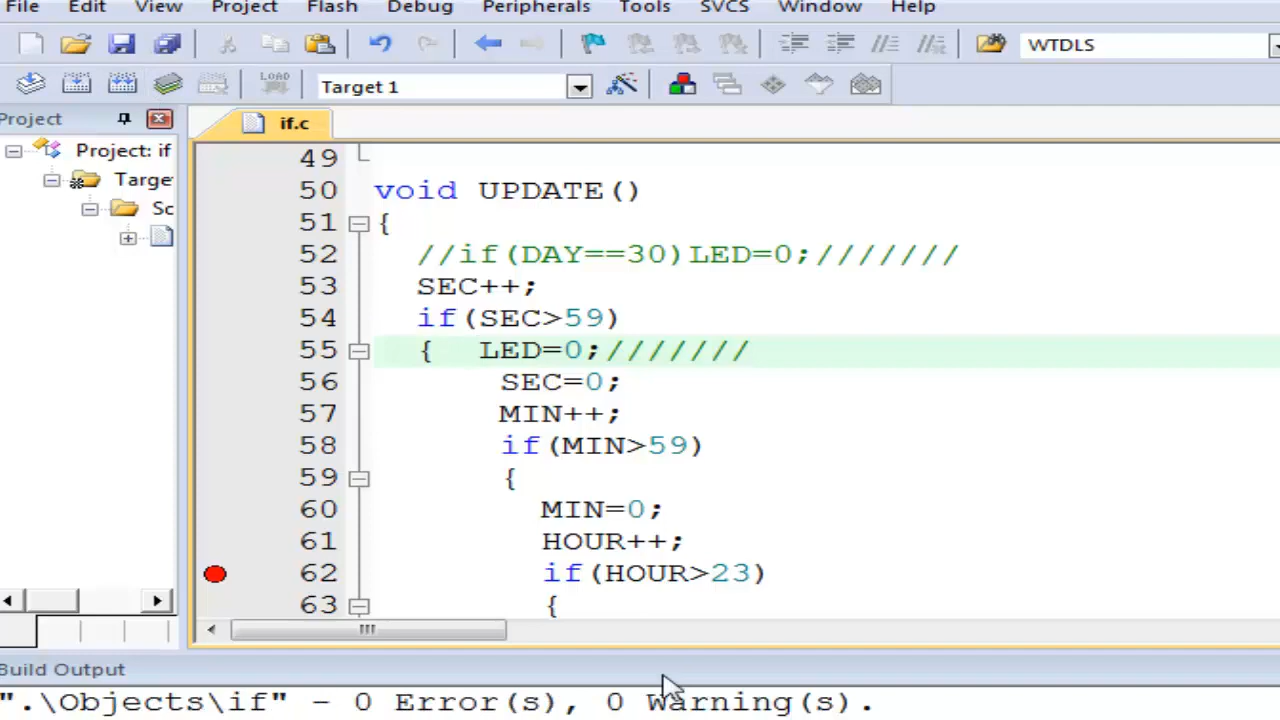 File Edit View Project Flash Debug Peripherals Tools SVCS Window Help
WTDLS
LOAD Target 1
Project
if.c
Project: if
Targe
Sc
49
50 void UPDATE()
51 {
52 //if(DAY==30)LED=0;///////
53 SEC++;
54 if(SEC>59)
55 { LED=0;///////
56 SEC=0;
57 MIN++;
58 if(MIN>59)
59 {
60 MIN=0;
61 HOUR++;
62 if(HOUR>23)
63 {
Build Output
".\Objects\if" - 0 Error(s), 0 Warning(s).